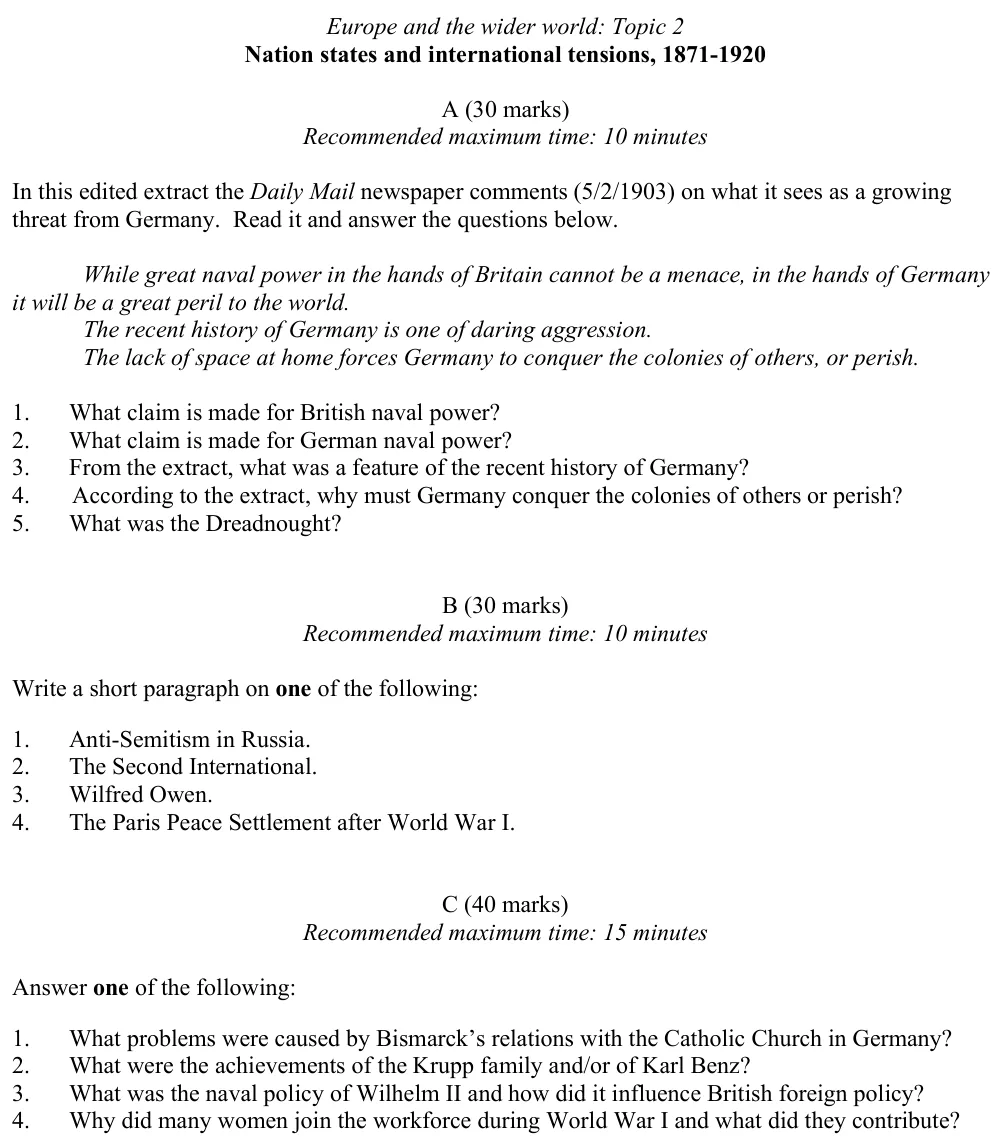 Europe and the wider world: Topic 2
Nation states and international tensions, 1871-1920
A (30 marks)
Recommended maximum time: 10 minutes
In this edited extract the Daily Mail newspaper comments (5/2/1903) on what it sees as a growing
threat from Germany. Read it and answer the questions below.
While great naval power in the hands of Britain cannot be a menace, in the hands of Germany
it will be a great peril to the world.
The recent history of Germany is one of daring aggression.
The lack of space at home forces Germany to conquer the colonies of others, or perish.
1. What claim is made for British naval power?
2. What claim is made for German naval power?
3. From the extract, what was a feature of the recent history of Germany?
4. According to the extract, why must Germany conquer the colonies of others or perish?
5. What was the Dreadnought?
B (30 marks)
Recommended maximum time: 10 minutes
Write a short paragraph on one of the following:
1. Anti-Semitism in Russia.
2. The Second International.
3. Wilfred Owen.
4. The Paris Peace Settlement after World War I.
C (40 marks)
Recommended maximum time: 15 minutes
Answer one of the following:
1. What problems were caused by Bismarck's relations with the Catholic Church in Germany?
2. What were the achievements of the Krupp family and/or of Karl Benz?
3. What was the naval policy of Wilhelm II and how did it influence British foreign policy?
4. Why did many women join the workforce during World War I and what did they contribute?